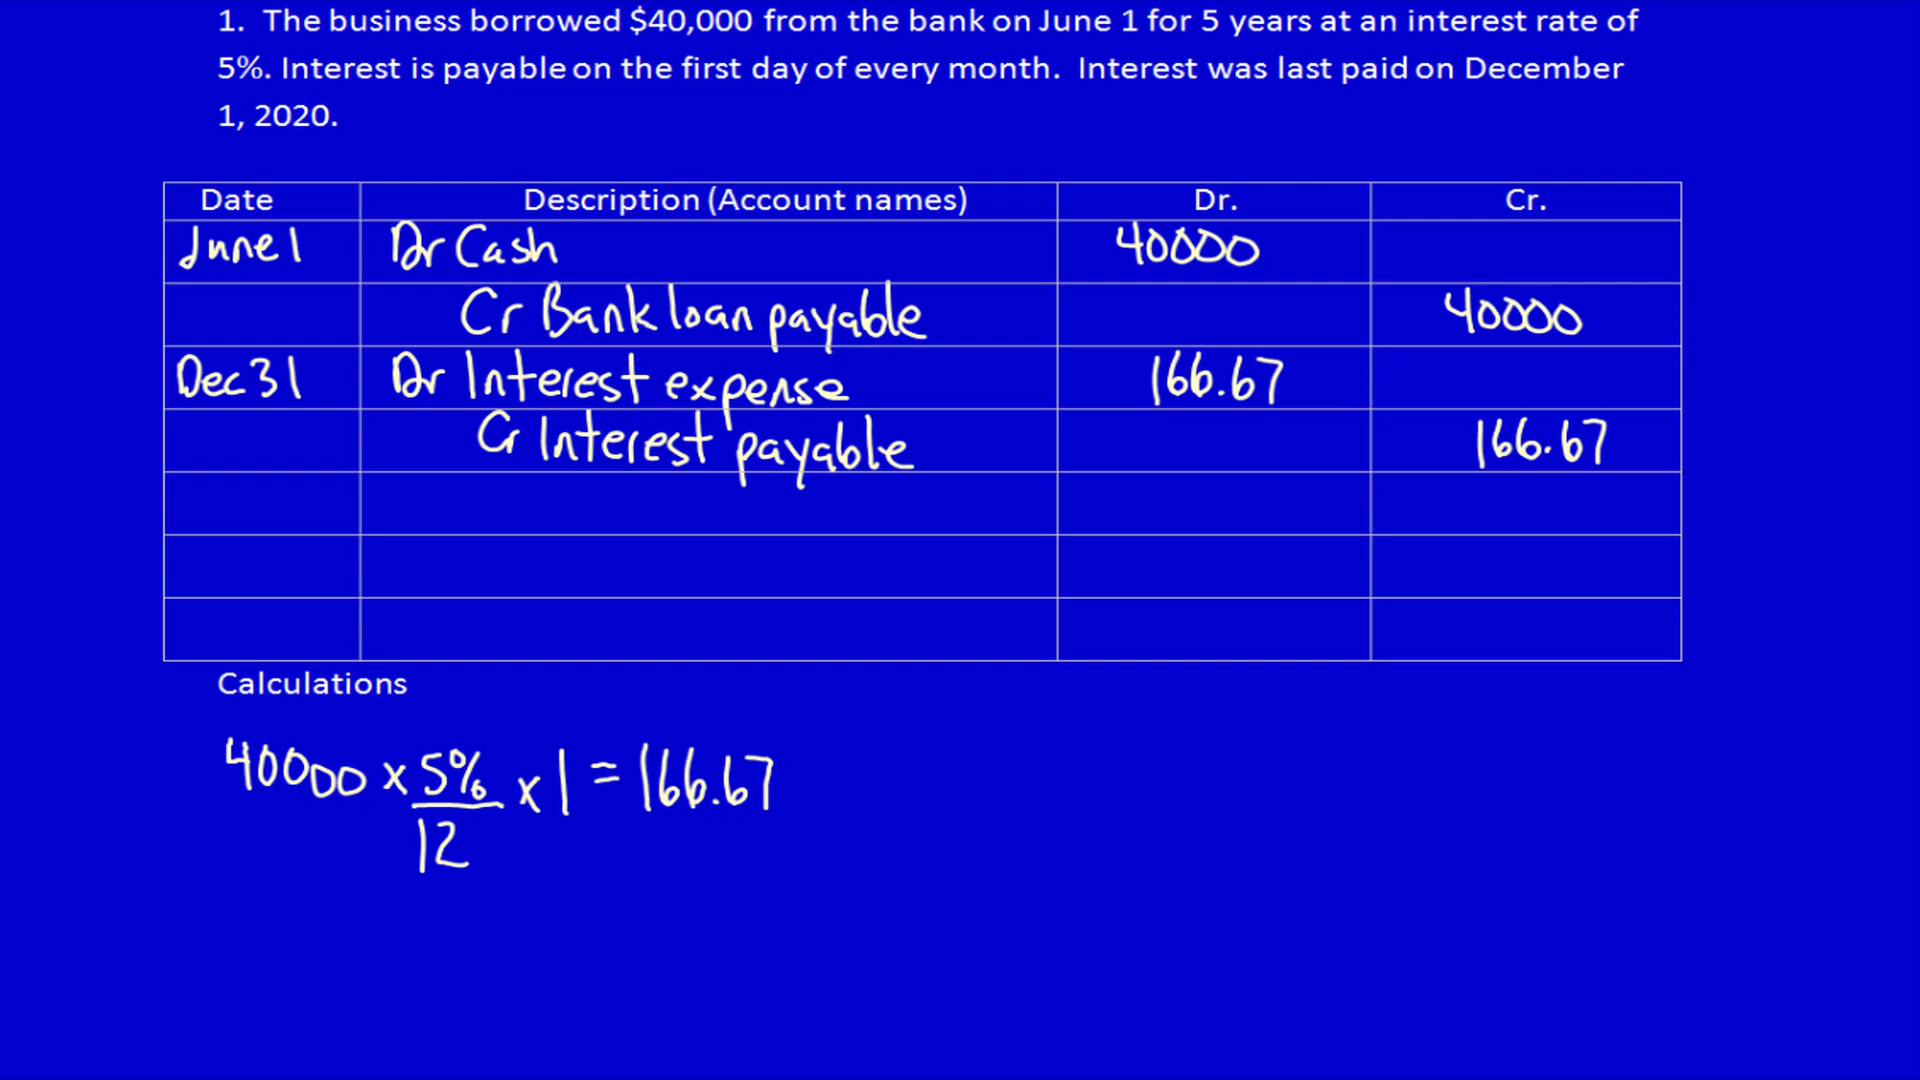 1. The business borrowed $40,000 from the bank on June 1 for 5 years at an interest rate of
5%. Interest is payable on the first day of every month. Interest was last paid on December
1, 2020.
Date Description (Account names) Dr. Cr.
June 1 Dr Cash 40000
Cr Bank loan payable 40000
Dec 31 Dr Interest expense 166.67
Cr Interest payable 166.67
Calculations
40000 x 5%/12 x 1 = 166.67